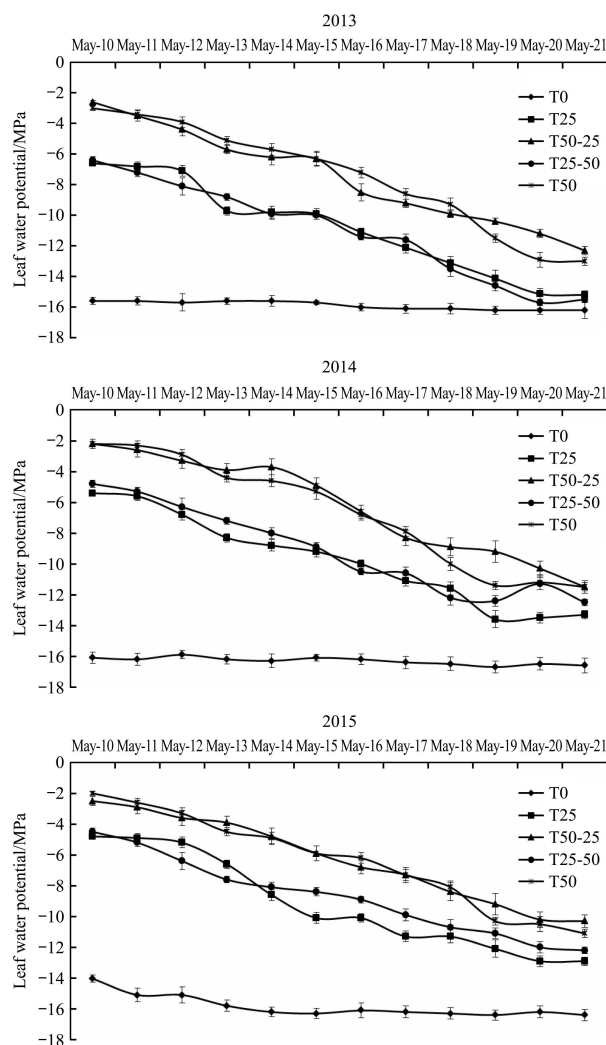 2013
May-10 May-11 May-12 May-13 May-14 May-15 May-16 May-17 May-18 May-19 May-20 May-21
0
−2
−4
−6
−8
−10
−12
−14
−16
−18
Leaf water potential/MPa
T0
T25
T50-25
T25-50
T50
2014
May-10 May-11 May-12 May-13 May-14 May-15 May-16 May-17 May-18 May-19 May-20 May-21
0
−2
−4
−6
−8
−10
−12
−14
−16
−18
Leaf water potential/MPa
T0
T25
T50-25
T25-50
T50
2015
May-10 May-11 May-12 May-13 May-14 May-15 May-16 May-17 May-18 May-19 May-20 May-21
0
−2
−4
−6
−8
−10
−12
−14
−16
−18
Leaf water potential/MPa
T0
T25
T50-25
T25-50
T50